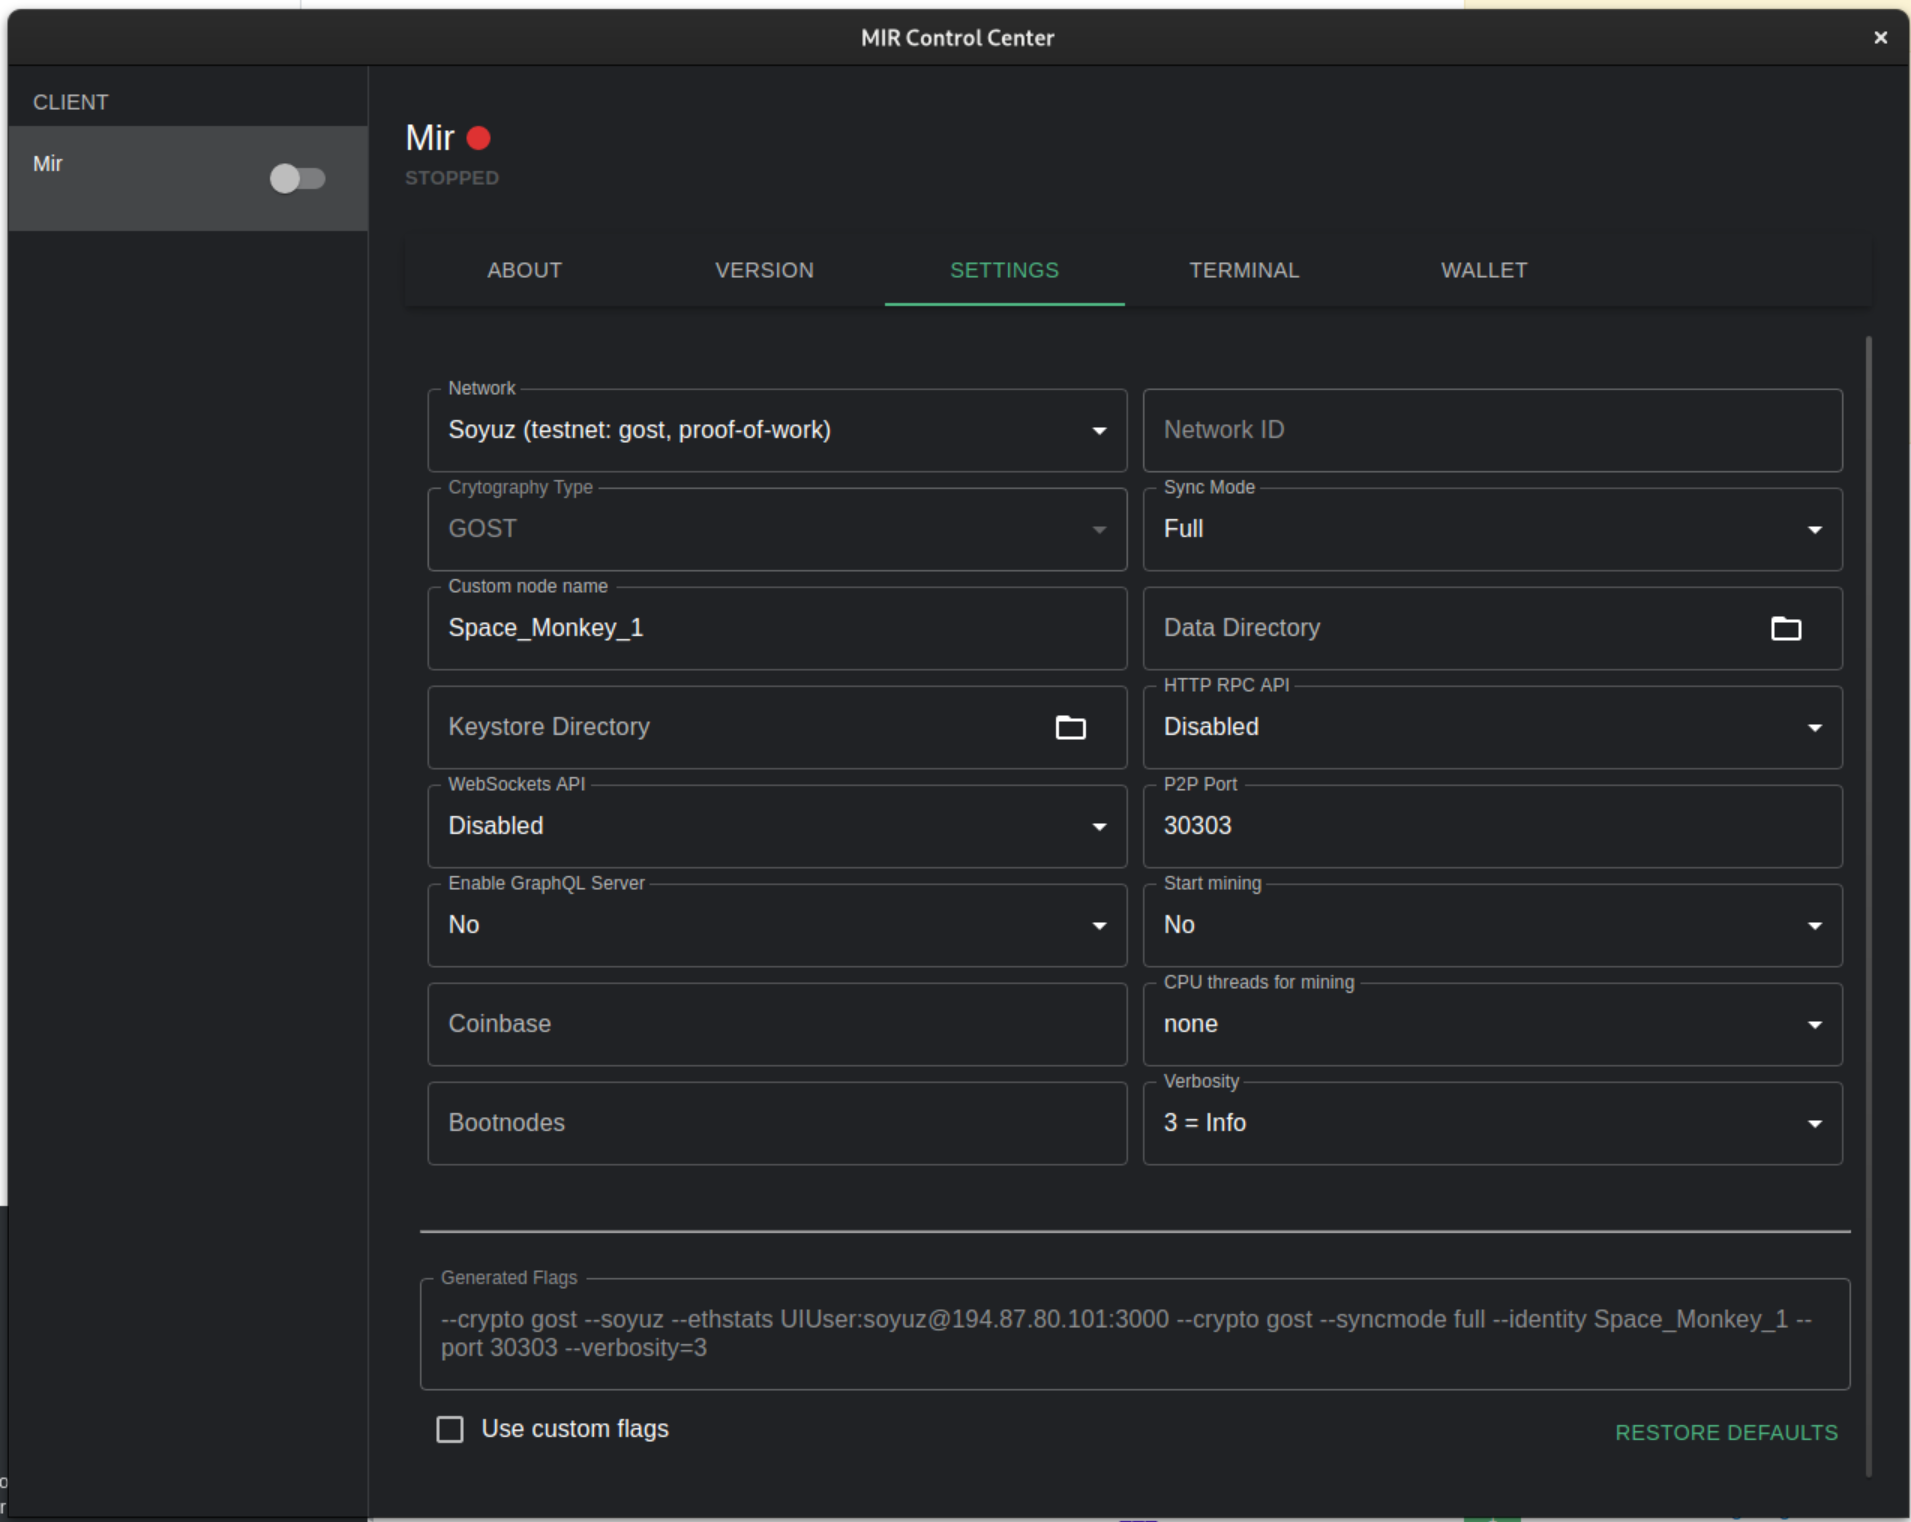 MIR Control Center
CLIENT
Mir
Mir
STOPPED
ABOUT VERSION SETTINGS TERMINAL WALLET
Network
Soyuz (testnet: gost, proof-of-work)
Network ID
Crytography Type
GOST
Sync Mode
Full
Custom node name
Space_Monkey_1
Data Directory
Keystore Directory
HTTP RPC API
Disabled
WebSockets API
Disabled
P2P Port
30303
Enable GraphQL Server
No
Start mining
No
Coinbase
CPU threads for mining
none
Bootnodes
Verbosity
3 = Info
Generated Flags
--crypto gost --soyuz --ethstats UIUser:soyuz@194.87.80.101:3000 --crypto gost --syncmode full --identity Space_Monkey_1 --
port 30303 --verbosity=3
Use custom flags
RESTORE DEFAULTS